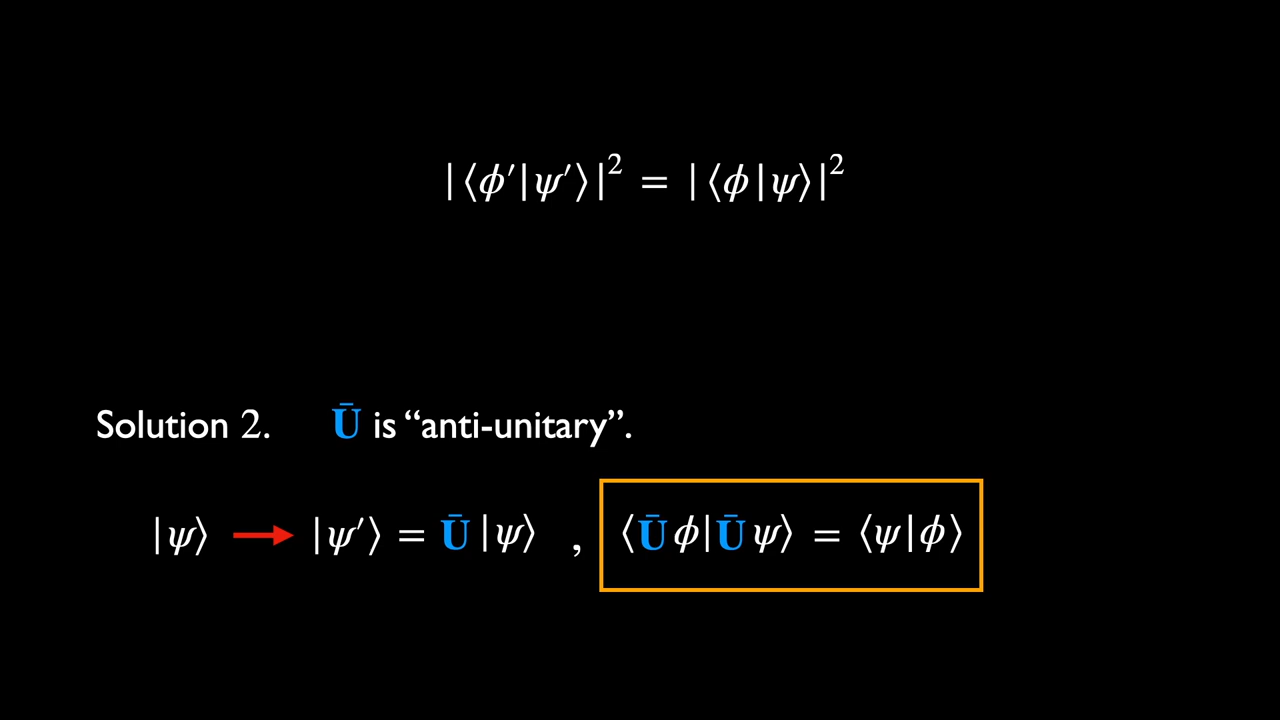 |⟨ϕ′|ψ′⟩|² = |⟨ϕ|ψ⟩|²
Solution 2. Ū is “anti-unitary”.
|ψ⟩ → |ψ′⟩ = Ū|ψ⟩ , ⟨Ūϕ|Ūψ⟩ = ⟨ψ|ϕ⟩